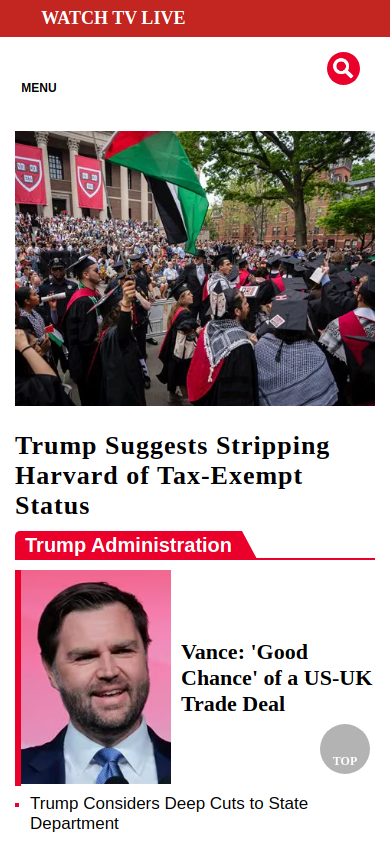 WATCH TV LIVE
MENU
Trump Suggests Stripping
Harvard of Tax-Exempt
Status
Trump Administration
Vance: 'Good
Chance' of a US-UK
Trade Deal
TOP
Trump Considers Deep Cuts to State
Department